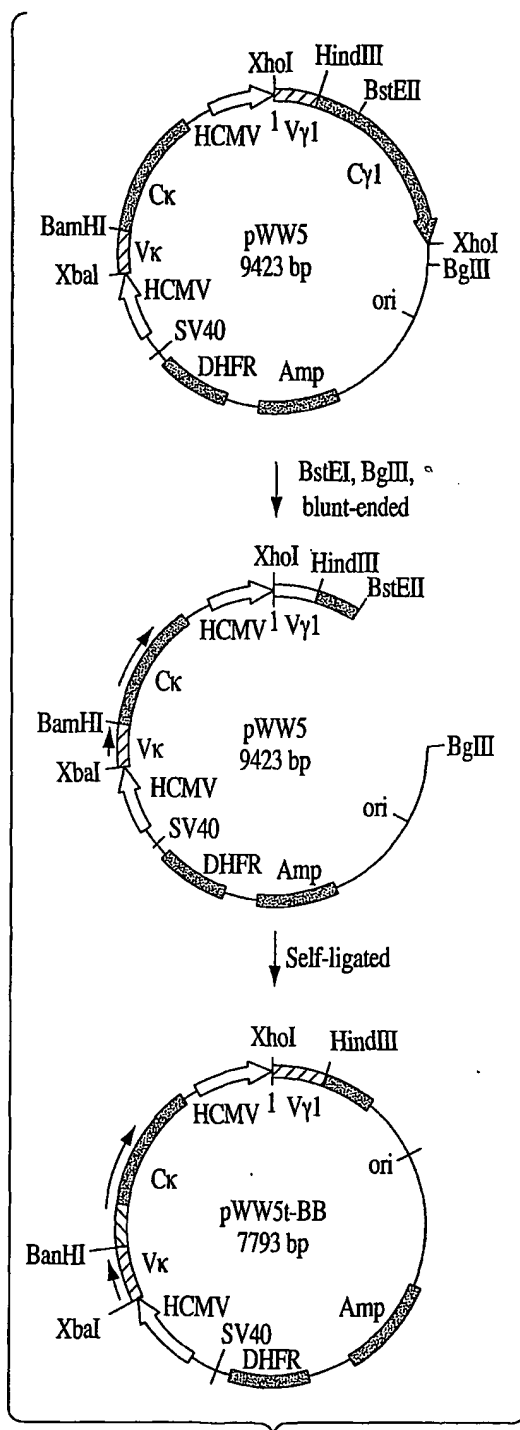 XhoI
HindIII
BstEII
HCMV
1 Vγ1
Cγ1
Cκ
BamHI
pWW5
9423 bp
XhoI
BgIII
Vκ
XbaI
HCMV
ori
SV40
DHFR
Amp
BstEI, BgIII,
blunt-ended
XhoI
HindIII
BstEII
HCMV
1 Vγ1
Cκ
BamHI
pWW5
9423 bp
BgIII
Vκ
XbaI
HCMV
ori
SV40
DHFR
Amp
Self-ligated
XhoI
HindIII
HCMV
1 Vγ1
ori
Cκ
pWW5t-BB
7793 bp
BanHI
Vκ
XbaI
HCMV
Amp
SV40
DHFR